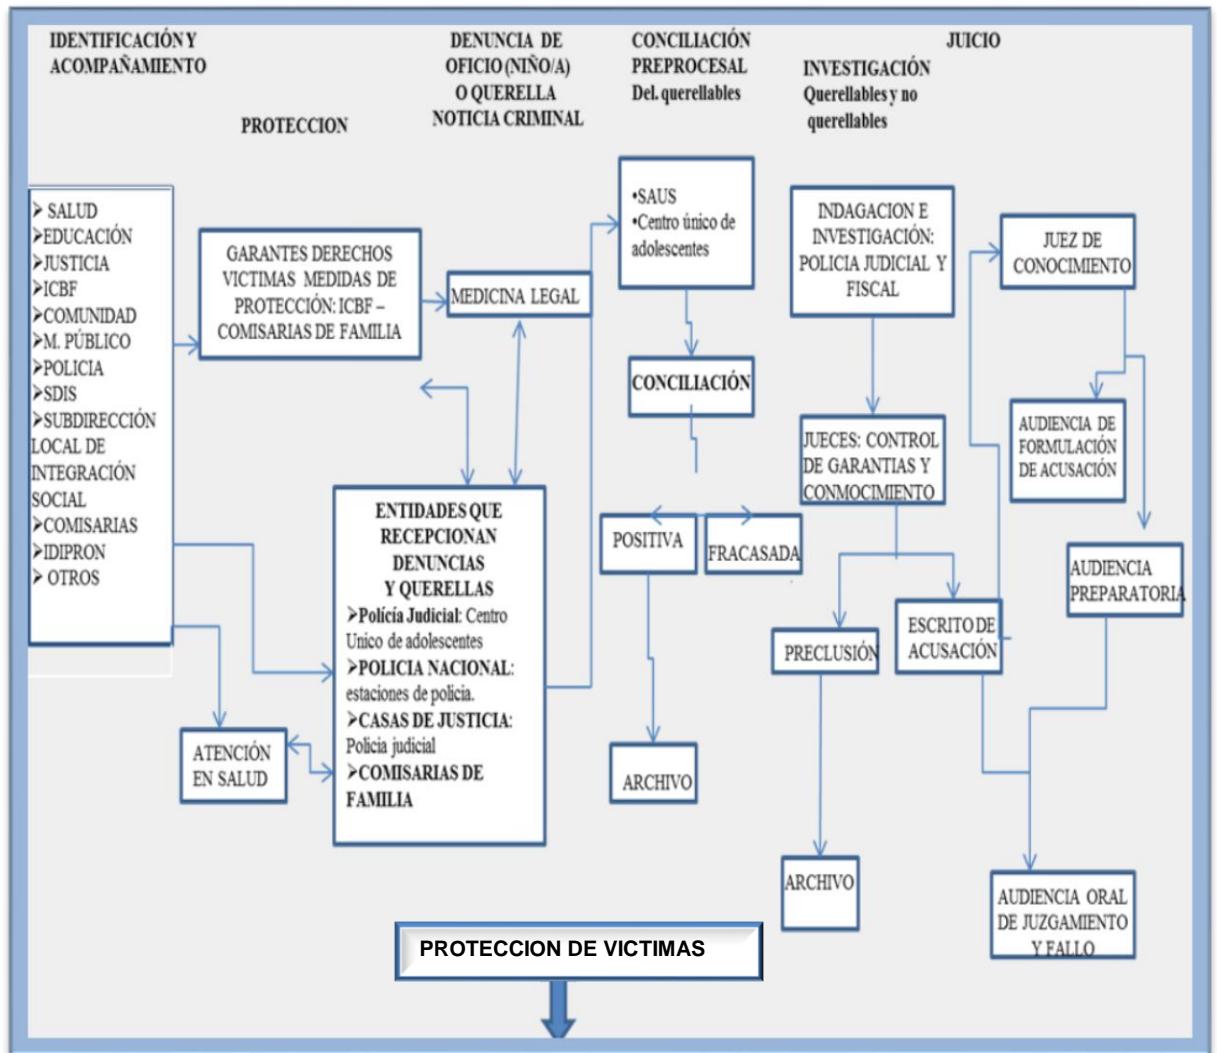 IDENTIFICACIÓN Y
ACOMPAÑAMIENTO
PROTECCION
DENUNCIA DE
OFICIO (NIÑO/A)
O QUERELLA
NOTICIA CRIMINAL
CONCILIACIÓN
PREPROCESAL
Del. querellables
INVESTIGACIÓN
Querellables y no
querellables
JUICIO
➢ SALUD
➢EDUCACIÓN
➢JUSTICIA
➢ICBF
➢COMUNIDAD
➢M. PÚBLICO
➢POLICIA
➢SDIS
➢SUBDIRECCIÓN
LOCAL DE
INTEGRACIÓN
SOCIAL
➢COMISARIAS
➢IDIPRON
➢ OTROS
GARANTES DERECHOS
VICTIMAS MEDIDAS DE
PROTECCIÓN: ICBF –
COMISARIAS DE FAMILIA
MEDICINA LEGAL
ENTIDADES QUE
RECEPCIONAN
DENUNCIAS
Y QUERELLAS
➢Polícía Judicial: Centro
Unico de adolescentes
➢POLICIA NACIONAL:
estaciones de policia.
➢CASAS DE JUSTICIA:
Policia judicial
➢COMISARIAS DE
FAMILIA
ATENCIÓN
EN SALUD
•SAUS
•Centro único de
adolescentes
CONCILIACIÓN
POSITIVA
FRACASADA
ARCHIVO
INDAGACION E
INVESTIGACIÓN:
POLICIA JUDICIAL Y
FISCAL
JUECES: CONTROL
DE GARANTIAS Y
CONMOCIMIENTO
PRECLUSIÓN
ESCRITO DE
ACUSACIÓN
ARCHIVO
JUEZ DE
CONOCIMIENTO
AUDIENCIA DE
FORMULACIÓN
DE ACUSACIÓN
AUDIENCIA
PREPARATORIA
AUDIENCIA ORAL
DE JUZGAMIENTO
Y FALLO
PROTECCION DE VICTIMAS